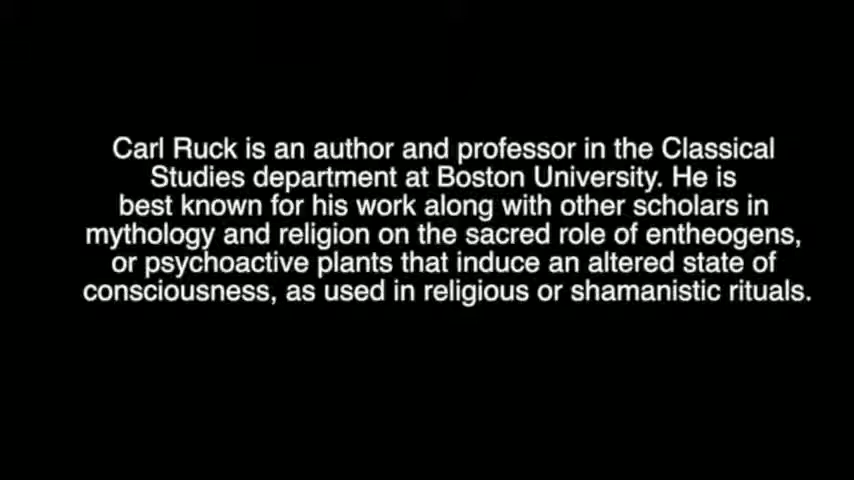 Carl Ruck is an author and professor in the Classical
Studies department at Boston University. He is
best known for his work along with other scholars in
mythology and religion on the sacred role of entheogens,
or psychoactive plants that induce an altered state of
consciousness, as used in religious or shamanistic rituals.